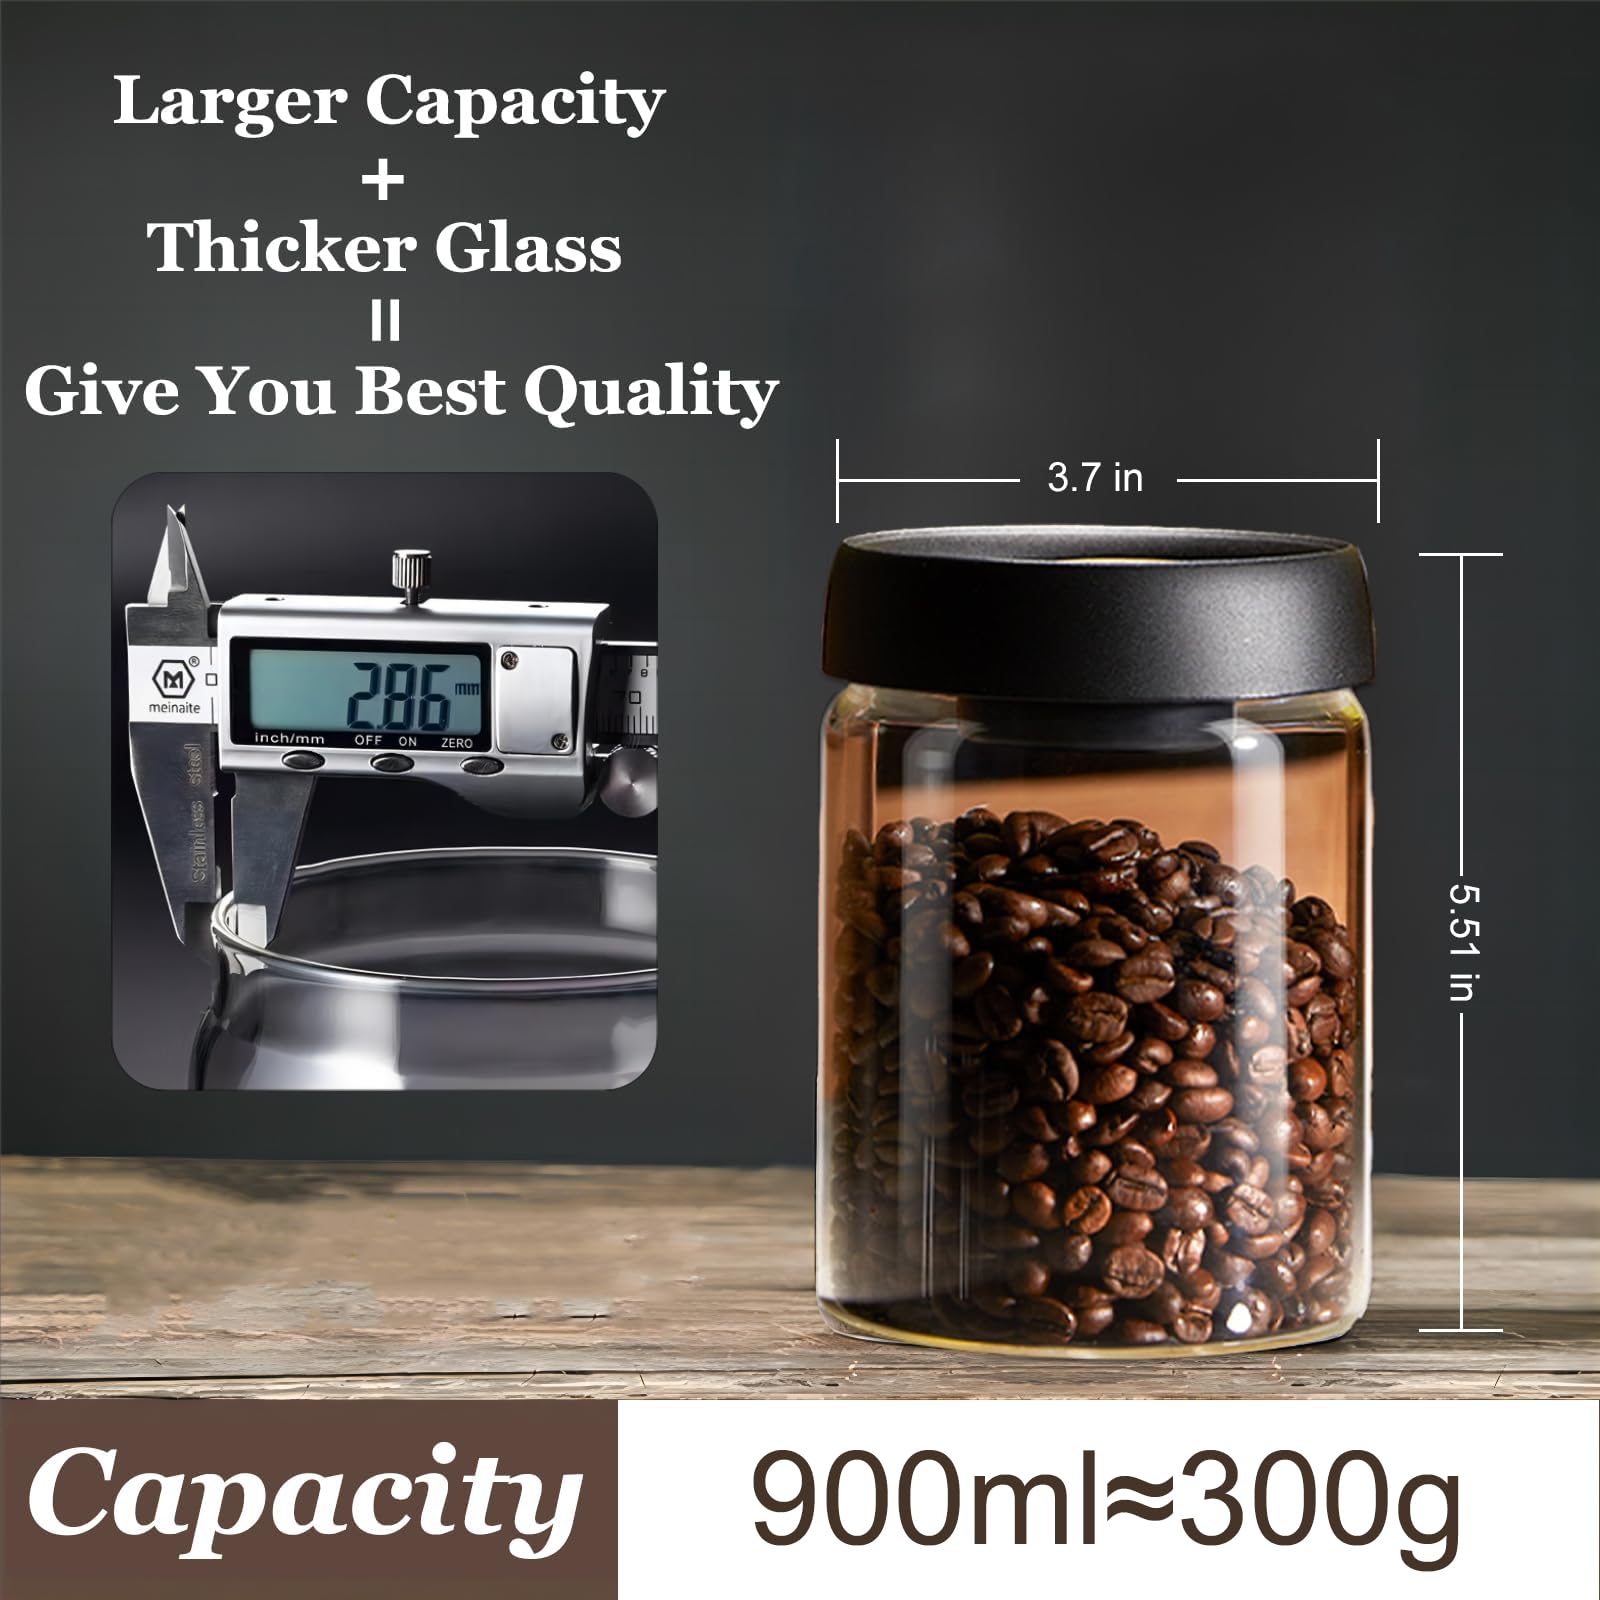 Larger Capacity
+
Thicker Glass
=
Give You Best Quality
3.7 in
5.51 in
®
meinaite
2.86 mm
inch/mm OFF ON ZERO
Stainless steel
70
Capacity
900ml≈300g